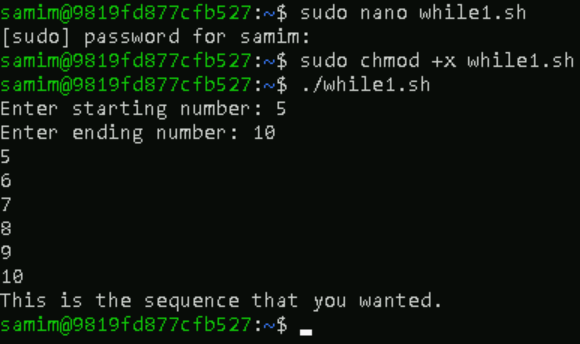 samim@9819fd877cfb527:~$ sudo nano while1.sh
[sudo] password for samim:
samim@9819fd877cfb527:~$ sudo chmod +x while1.sh
samim@9819fd877cfb527:~$ ./while1.sh
Enter starting number: 5
Enter ending number: 10
5
6
7
8
9
10
This is the sequence that you wanted.
samim@9819fd877cfb527:~$